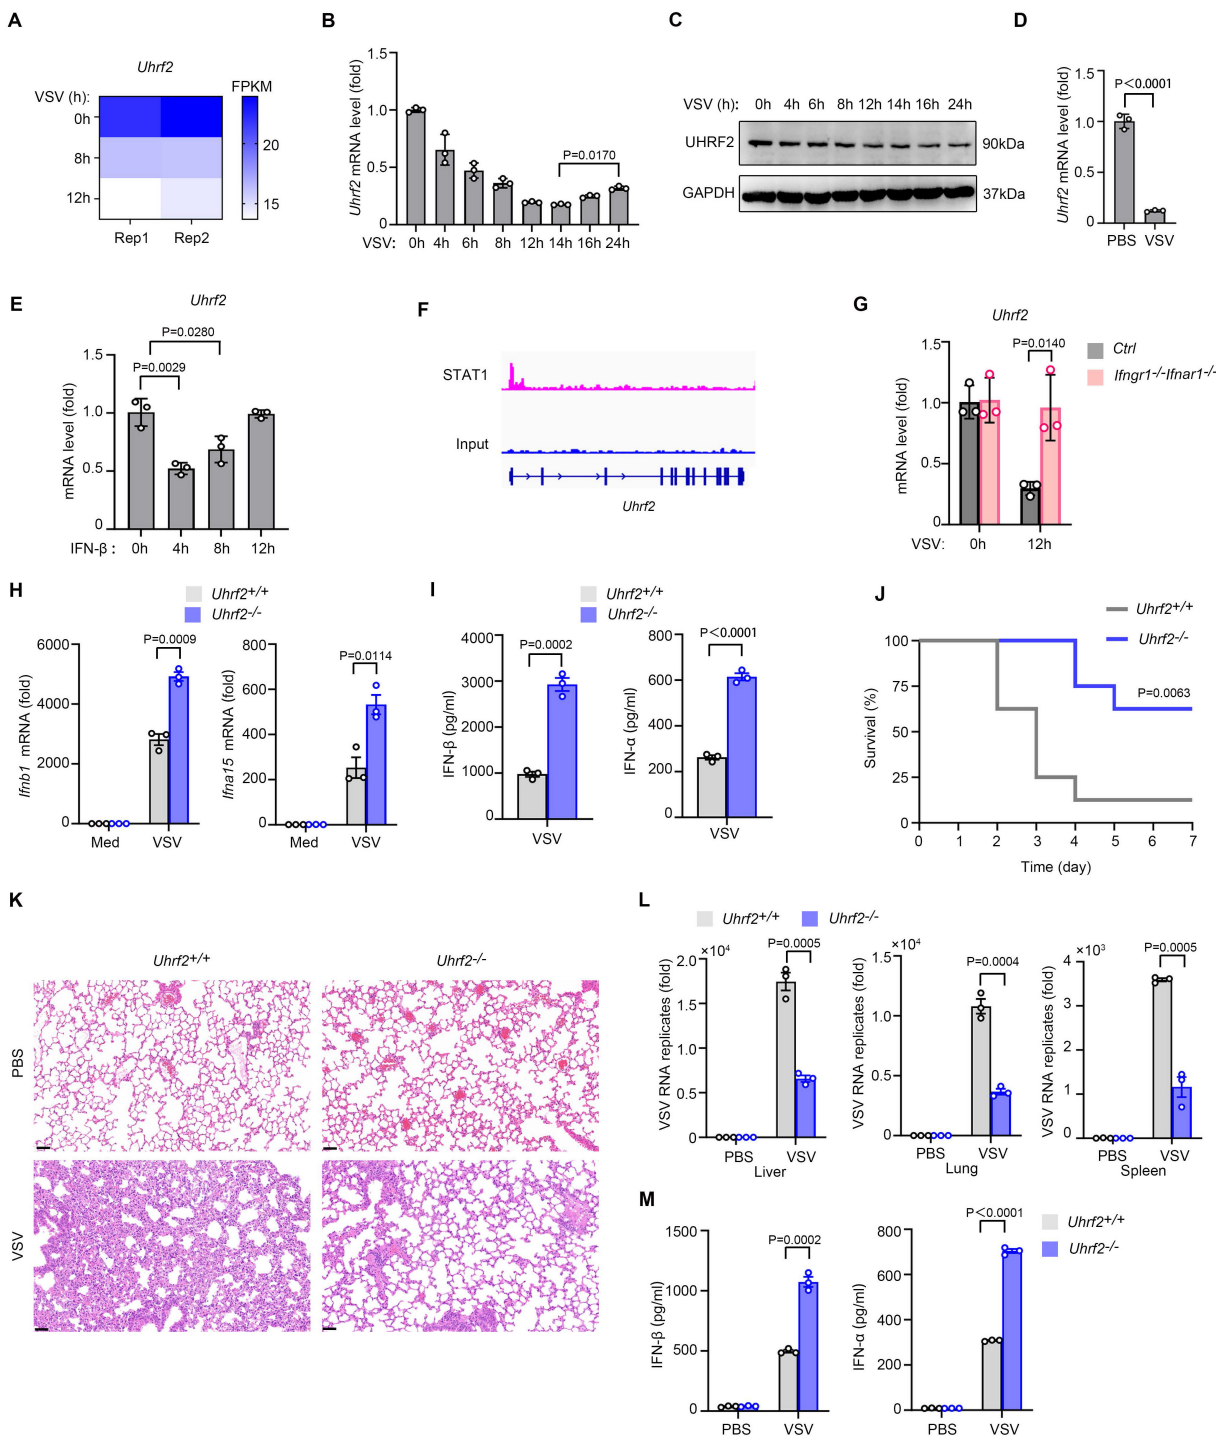 A
Uhrf2
VSV (h):
FPKM
0h
8h
12h
20
15
Rep1 Rep2
B
Uhrf2 mRNA level (fold)
1.5
1.0
0.5
0
P=0.0170
VSV: 0h 4h 6h 8h 12h 14h 16h 24h
C
VSV (h): 0h 4h 6h 8h 12h 14h 16h 24h
UHRF2 90kDa
GAPDH 37kDa
D
Uhrf2 mRNA level (fold)
1.5
1.0
0.5
0
P<0.0001
PBS VSV
E
Uhrf2
mRNA level (fold)
1.5
1.0
0.5
0
P=0.0280
P=0.0029
IFN-β : 0h 4h 8h 12h
F
STAT1
Input
Uhrf2
G
Uhrf2
mRNA level (fold)
1.5
1.0
0.5
0
P=0.0140
Ctrl
Ifngr1-/-Ifnar1-/-
VSV: 0h 12h
H
Uhrf2+/+
Uhrf2-/-
Ifnb1 mRNA (fold)
6000
4000
2000
0
P=0.0009
Med VSV
Ifna15 mRNA (fold)
800
600
400
200
0
P=0.0114
Med VSV
I
Uhrf2+/+
Uhrf2-/-
IFN-β (pg/ml)
4000
3000
2000
1000
0
P=0.0002
VSV
IFN-α (pg/ml)
800
600
400
200
0
P<0.0001
VSV
J
Uhrf2+/+
Uhrf2-/-
Survival (%)
100
75
50
25
0
P=0.0063
0 1 2 3 4 5 6 7
Time (day)
K
Uhrf2+/+ Uhrf2-/-
PBS
VSV
L
Uhrf2+/+ Uhrf2-/-
VSV RNA replicates (fold)
×10⁴
2.0
1.5
1.0
0.5
0
P=0.0005
PBS VSV
Liver
VSV RNA replicates (fold)
×10⁴
1.5
1.0
0.5
0
P=0.0004
PBS VSV
Lung
VSV RNA replicates (fold)
×10³
4
3
2
1
0
P=0.0005
PBS VSV
Spleen
M
Uhrf2+/+
Uhrf2-/-
IFN-β (pg/ml)
1500
1000
500
0
P=0.0002
PBS VSV
IFN-α (pg/ml)
800
600
400
200
0
P<0.0001
PBS VSV